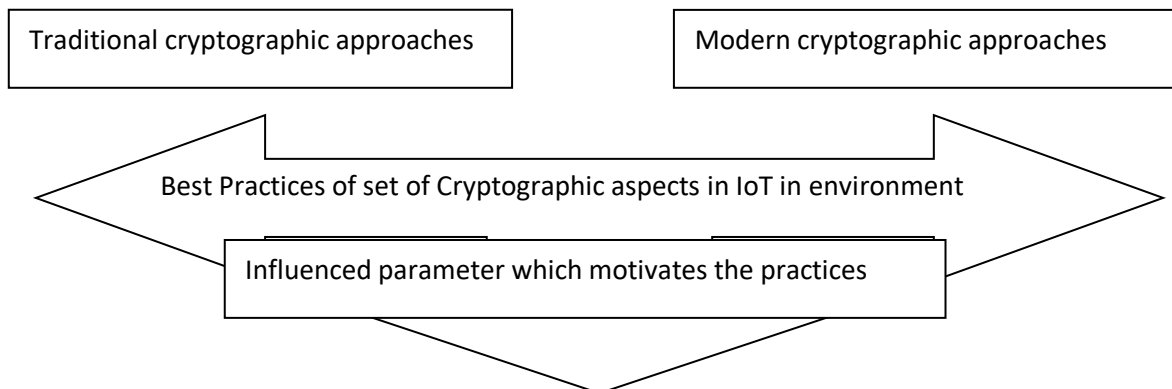 Traditional cryptographic approaches
Modern cryptographic approaches
Best Practices of set of Cryptographic aspects in IoT in environment
Influenced parameter which motivates the practices